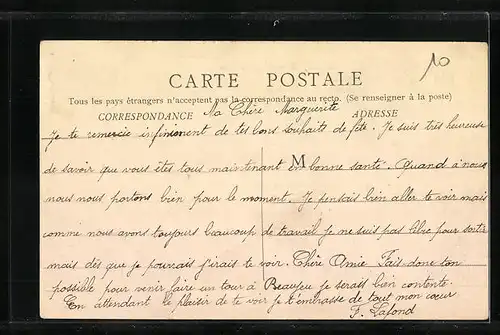 10
CARTE POSTALE
Tous les pays étrangers n'acceptent pas la correspondance au recto. (Se renseigner à la poste)
CORRESPONDANCE Ma Chère Marguerite ADRESSE
Je te remercie infiniment de tes bons souhaits de fête. Je suis très heureuse
M
de savoir que vous êtes tous maintenant en bonne santé. Quand à nous
nous nous portons bien pour le moment. Je pensais bien aller te voir mais
comme nous avons toujours beaucoup de travail je ne suis pas libre pour sortir
mais dès que je pourrais j'irais te voir. Chère Amie Fais donc ton
possible pour venir faire un tour à Beaujeu je serais bien contente.
En attendant le plaisir de te voir je t'embrasse de tout mon cœur
F. Lafond